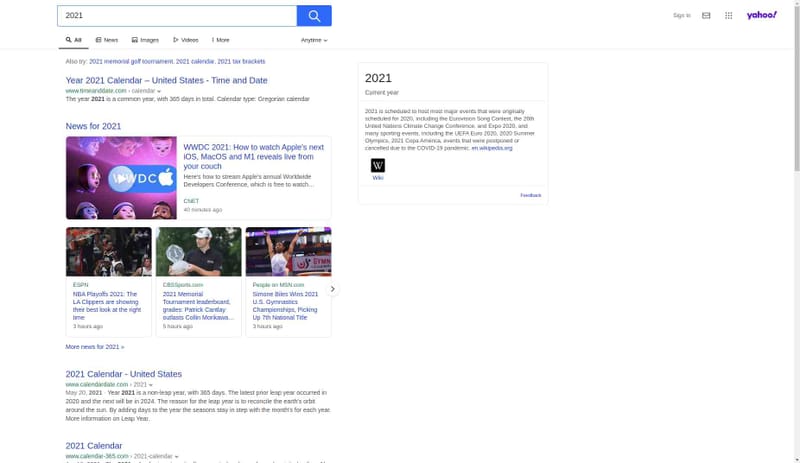 2021
Sign in
yahoo!
All
News
Images
Videos
More
Anytime
Also try: 2021 memorial golf tournament, 2021 calendar, 2021 tax brackets
Year 2021 Calendar – United States - Time and Date
www.timeanddate.com › calendar
The year 2021 is a common year, with 365 days in total. Calendar type: Gregorian calendar
News for 2021
WWDC
WWDC 2021: How to watch Apple's next
iOS, MacOS and M1 reveals live from
your couch
Here's how to stream Apple's annual Worldwide
Developers Conference, which is free to watch...
CNET
40 minutes ago
ESPN
NBA Playoffs 2021: The
LA Clippers are showing
their best look at the right
time
3 hours ago
CBSSports.com
2021 Memorial
Tournament leaderboard,
grades: Patrick Cantlay
outlasts Collin Morikawa...
5 hours ago
People on MSN.com
Simone Biles Wins 2021
U.S. Gymnastics
Championships, Picking
Up 7th National Title
3 hours ago
More news for 2021 »
2021 Calendar - United States
www.calendardate.com › 2021
May 20, 2021 · Year 2021 is a non-leap year, with 365 days. The latest prior leap year occurred in
2020 and the next will be in 2024. The reason for the leap year is to reconcile the earth's orbit
around the sun. By adding days to the year the seasons stay in step with the month's for each year.
More information on Leap Year.
2021 Calendar
www.calendar-365.com › 2021-calendar
2021
Current year
2021 is scheduled to host most major events that were originally
scheduled for 2020, including the Eurovision Song Contest, the 26th
United Nations Climate Change Conference, and Expo 2020, and
many sporting events, including the UEFA Euro 2020, 2020 Summer
Olympics, 2021 Copa America, events that were postponed or
cancelled due to the COVID-19 pandemic. en.wikipedia.org
W
Wiki
Feedback